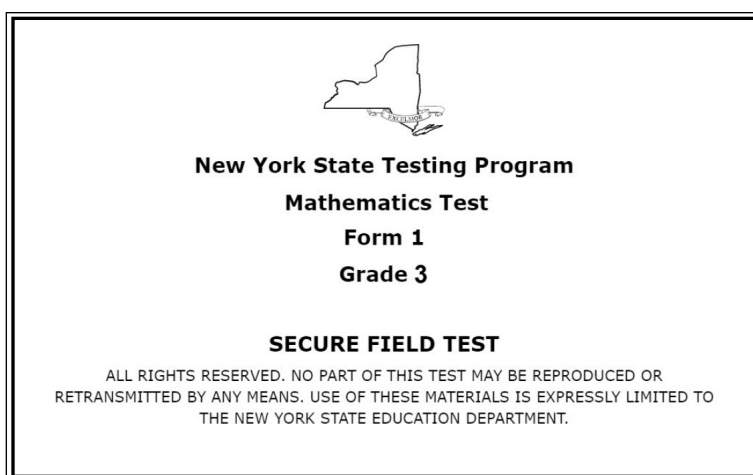 EXCELSIOR
New York State Testing Program
Mathematics Test
Form 1
Grade 3
SECURE FIELD TEST
ALL RIGHTS RESERVED. NO PART OF THIS TEST MAY BE REPRODUCED OR
RETRANSMITTED BY ANY MEANS. USE OF THESE MATERIALS IS EXPRESSLY LIMITED TO
THE NEW YORK STATE EDUCATION DEPARTMENT.